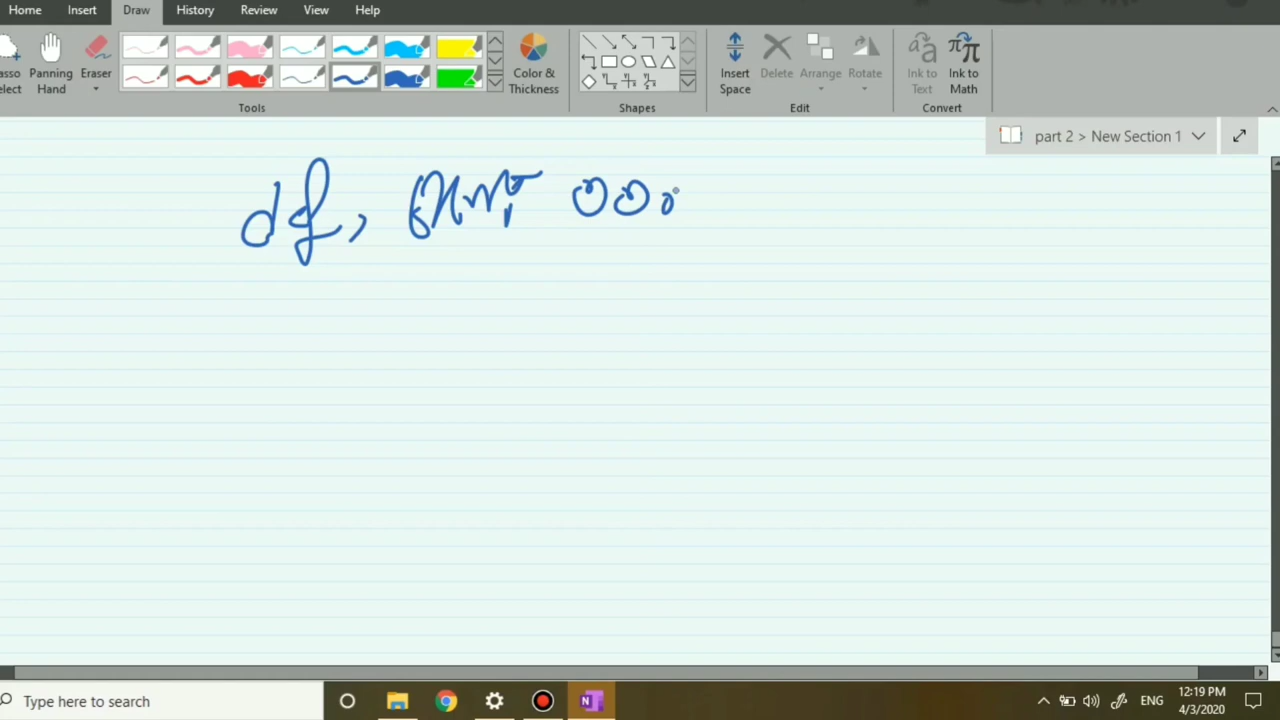 Home Insert Draw History Review View Help
asso elect Panning Hand Eraser Color & Thickness Insert Space Delete Arrange Rotate Ink to Text Ink to Math
Tools Shapes Edit Convert
part 2 > New Section 1
df,
Type here to search
ENG
12:19 PM
4/3/2020